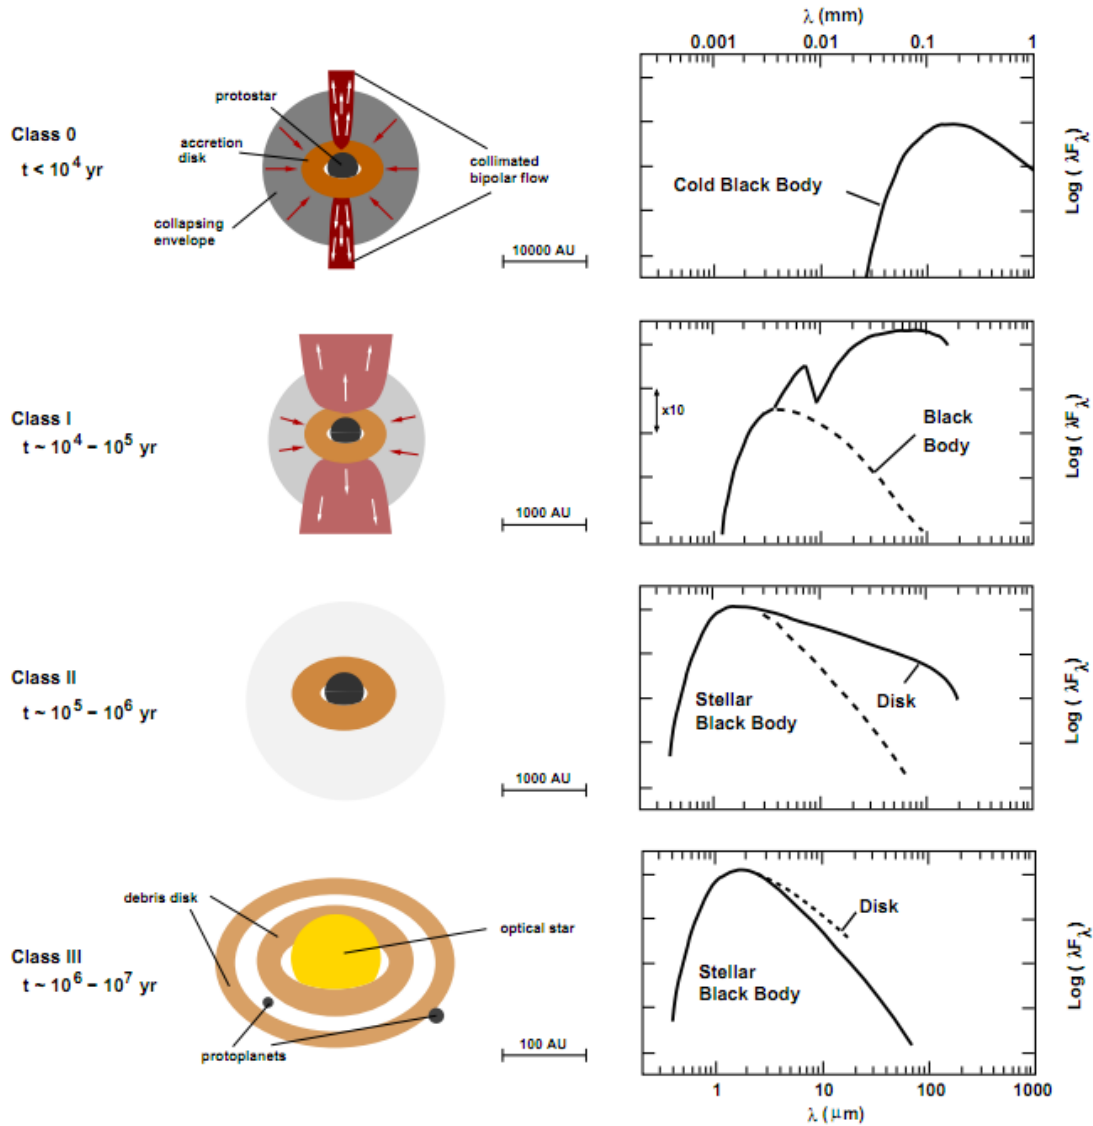 λ (mm)
0.001 0.01 0.1 1
Class 0
t < 10⁴ yr
protostar
accretion
disk
collapsing
envelope
collimated
bipolar flow
10000 AU
Cold Black Body
Log ( λF_λ )
Class I
t ~ 10⁴ – 10⁵ yr
1000 AU
x10
Black
Body
Log ( λF_λ )
Class II
t ~ 10⁵ – 10⁶ yr
1000 AU
Stellar
Black Body
Disk
Log ( λF_λ )
Class III
t ~ 10⁶ – 10⁷ yr
debris disk
optical star
protoplanets
100 AU
Disk
Stellar
Black Body
Log ( λF_λ )
1 10 100 1000
λ (μm)